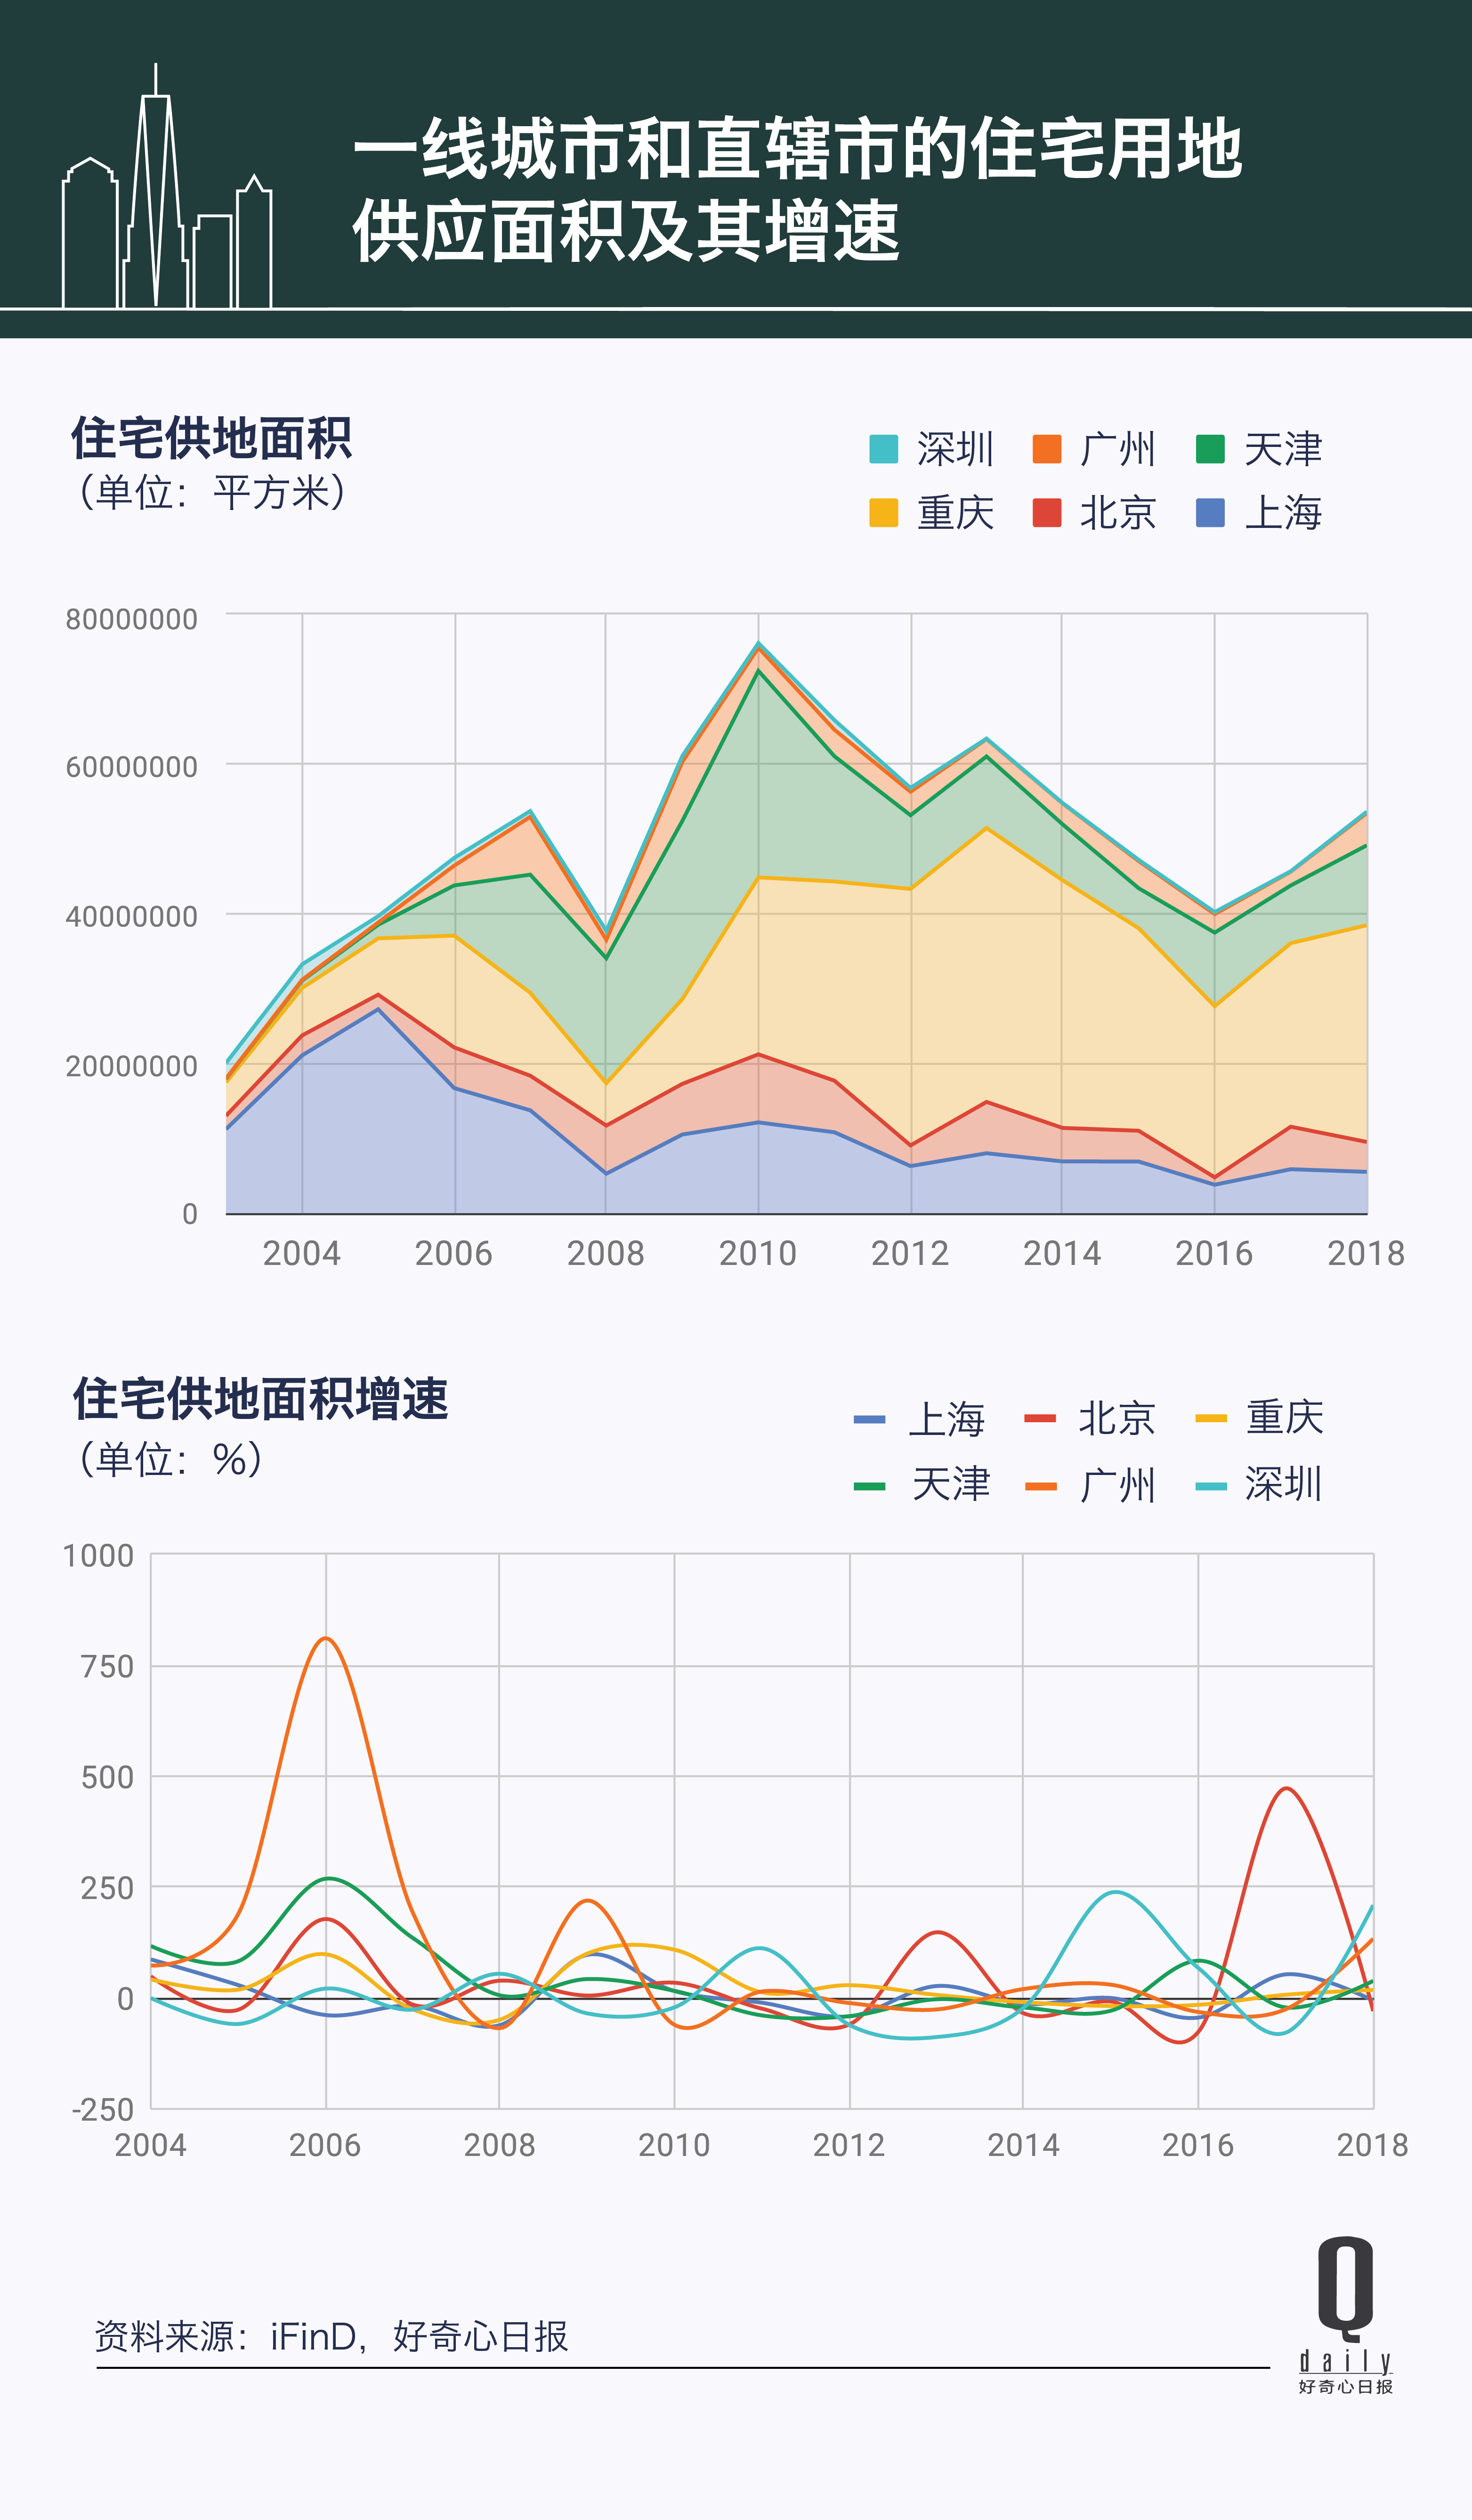 一线城市和直辖市的住宅用地
供应面积及其增速
住宅供地面积
（单位：平方米）
深圳 广州 天津
重庆 北京 上海
80000000
60000000
40000000
20000000
0
2004 2006 2008 2010 2012 2014 2016 2018
住宅供地面积增速
（单位：%）
上海 北京 重庆
天津 广州 深圳
1000
750
500
250
0
-250
2004 2006 2008 2010 2012 2014 2016 2018
资料来源：iFinD，好奇心日报
Q
daily
好奇心日报